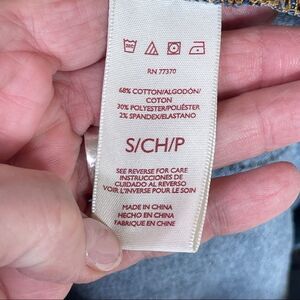 RN 77370
68% COTTON/ALGODÓN/
COTON
30% POLYESTER/POLIÉSTER
2% SPANDEX/ELASTANO
S/CH/P
SEE REVERSE FOR CARE
INSTRUCCIONES DE
CUIDADO AL REVERSO
VOIR L'INVERSE POUR LE SOIN
MADE IN CHINA
HECHO EN CHINA
FABRIQUE EN CHINE